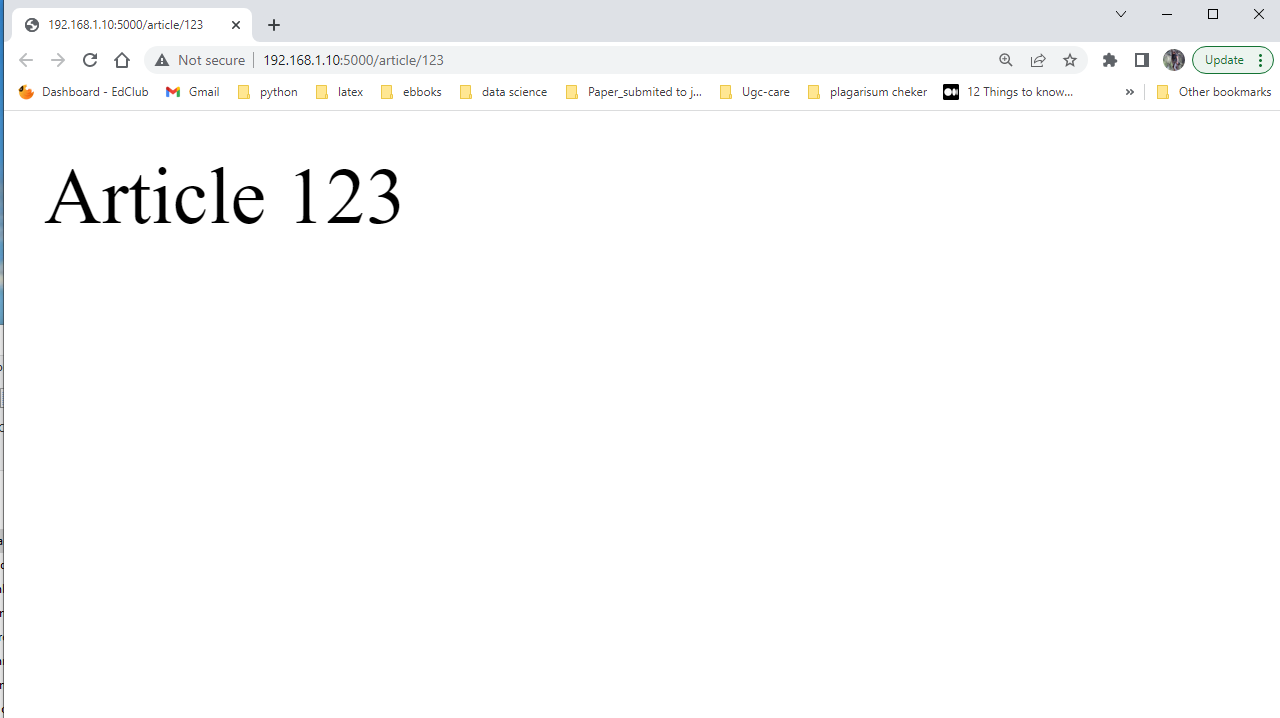 192.168.1.10:5000/article/123
Not secure 192.168.1.10:5000/article/123 Update
Dashboard - EdClub Gmail python latex ebboks data science Paper_submited to j... Ugc-care plagarisum cheker 12 Things to know... » Other bookmarks
Article 123